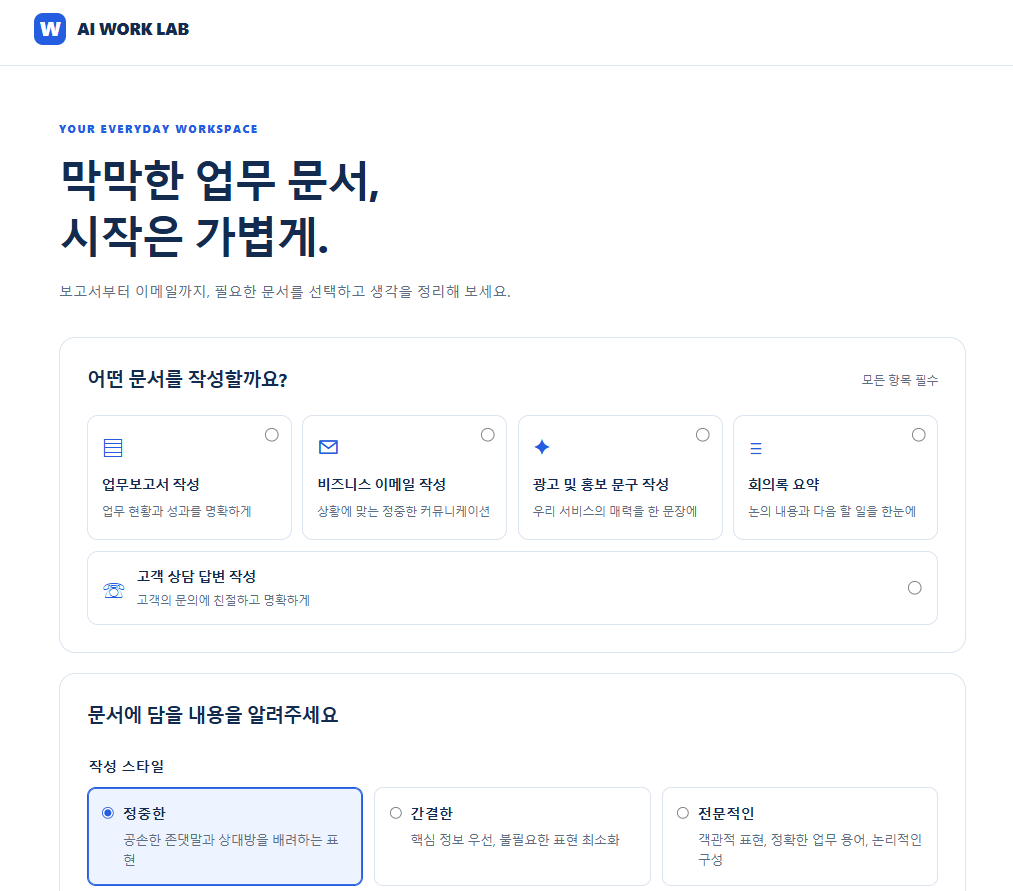 W AI WORK LAB
YOUR EVERYDAY WORKSPACE
막막한 업무 문서,
시작은 가볍게.
보고서부터 이메일까지, 필요한 문서를 선택하고 생각을 정리해 보세요.
어떤 문서를 작성할까요?
모든 항목 필수
업무보고서 작성
업무 현황과 성과를 명확하게
비즈니스 이메일 작성
상황에 맞는 정중한 커뮤니케이션
광고 및 홍보 문구 작성
우리 서비스의 매력을 한 문장에
회의록 요약
논의 내용과 다음 할 일을 한눈에
고객 상담 답변 작성
고객의 문의에 친절하고 명확하게
문서에 담을 내용을 알려주세요
작성 스타일
정중한
공손한 존댓말과 상대방을 배려하는 표
현
간결한
핵심 정보 우선, 불필요한 표현 최소화
전문적인
객관적 표현, 정확한 업무 용어, 논리적인
구성